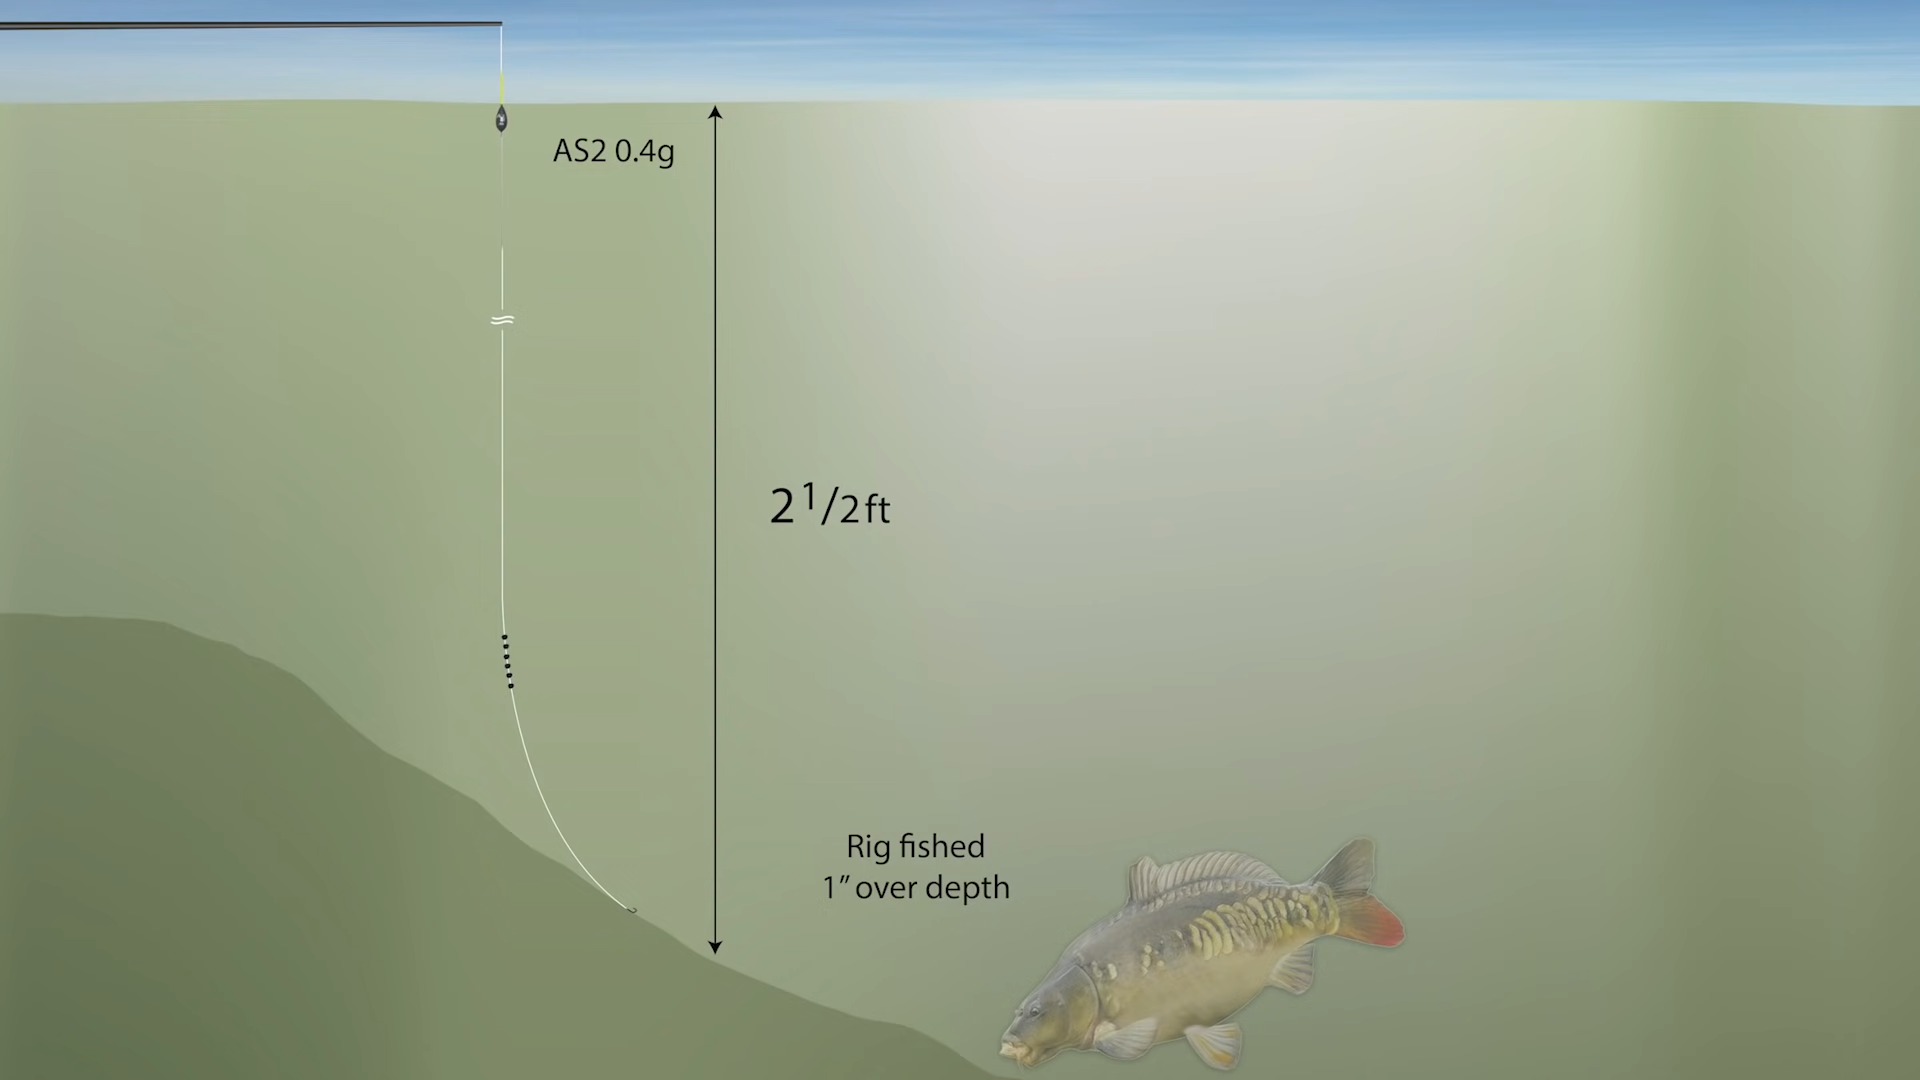 AS2 0.4g
2 1/2ft
Rig fished
1” over depth